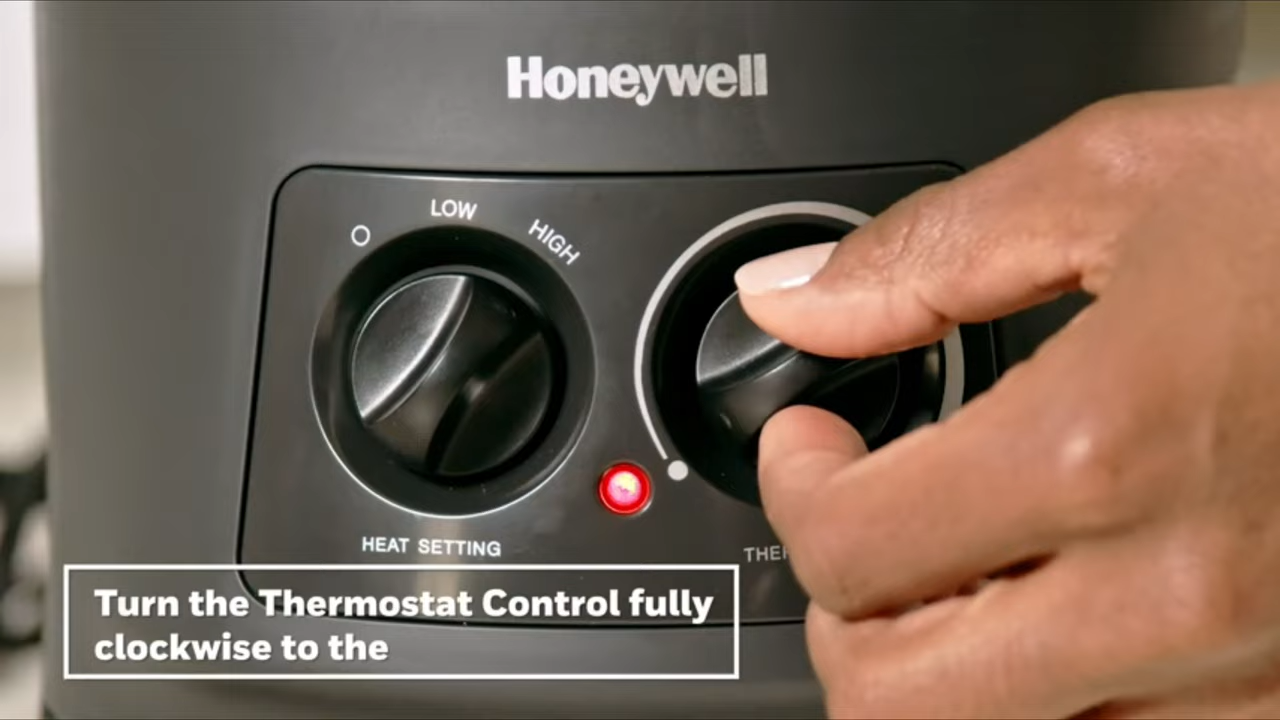 Honeywell
LOW
HIGH
HEAT SETTING
Turn the Thermostat Control fully
clockwise to the